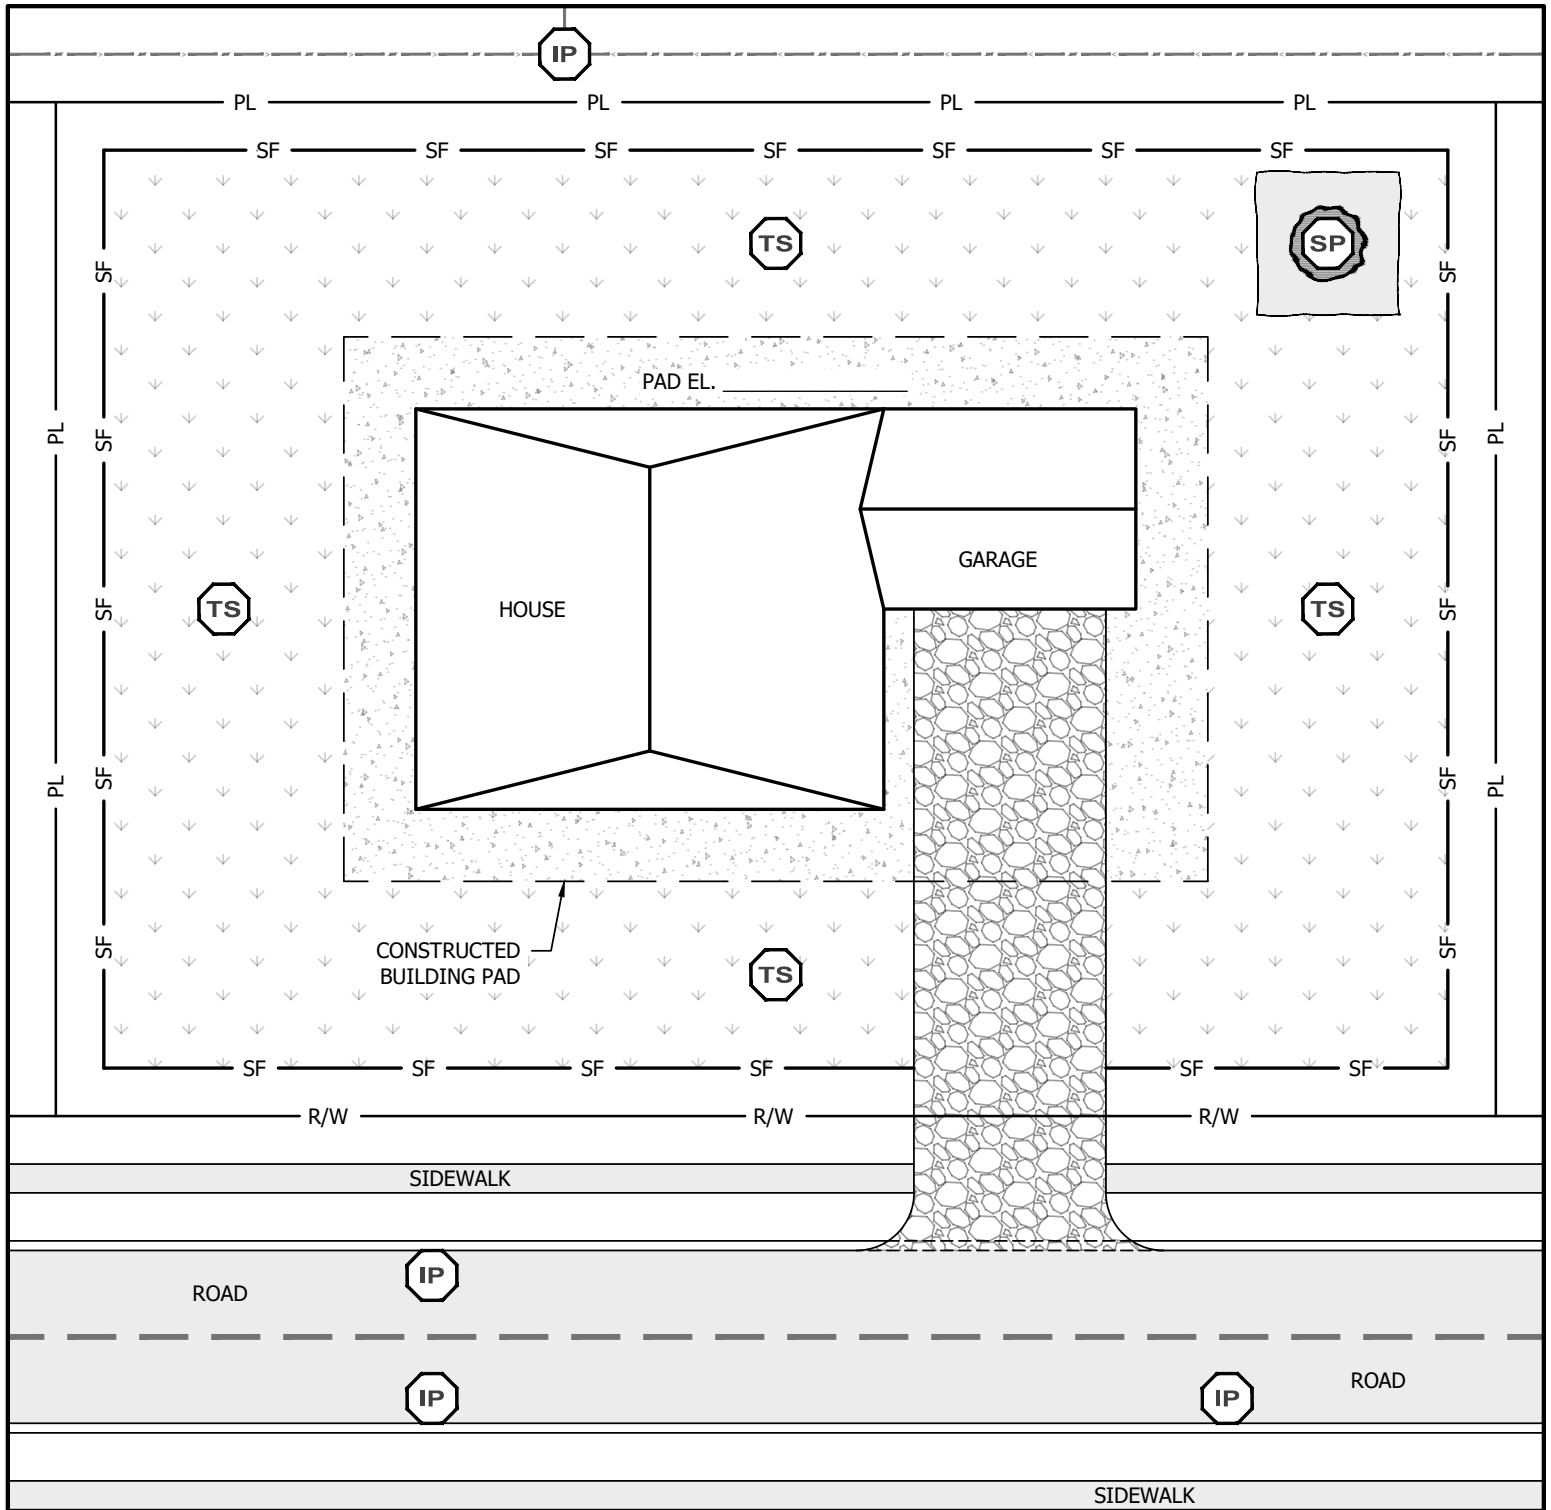 IP
PL PL PL PL
SF SF SF SF SF SF SF
TS SP
SF SF
PAD EL. ____________________
PL SF SF PL
GARAGE
HOUSE
SF TS TS SF
PL SF SF PL
SF SF
CONSTRUCTED
BUILDING PAD
TS
SF SF SF SF SF SF
R/W R/W R/W
SIDEWALK
IP
ROAD
IP IP ROAD
SIDEWALK